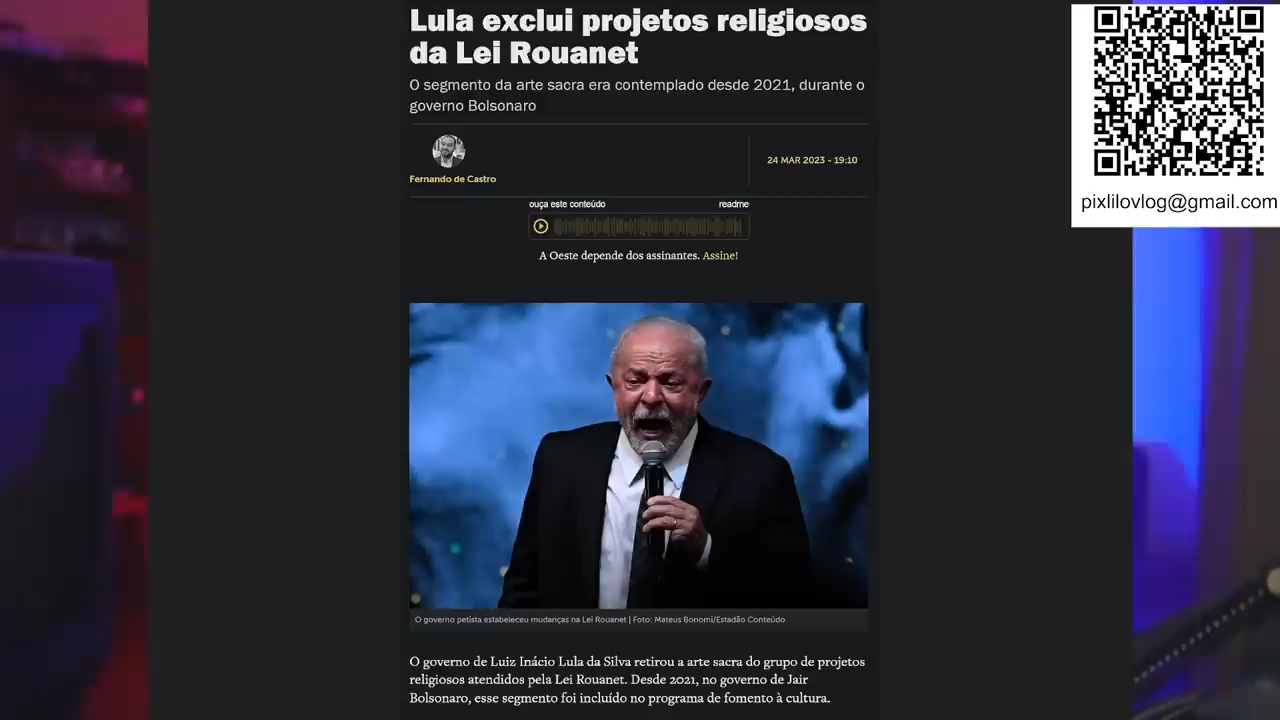 Lula exclui projetos religiosos
da Lei Rouanet
O segmento da arte sacra era contemplado desde 2021, durante o
governo Bolsonaro
Fernando de Castro
24 MAR 2023 - 19:10
ouça este conteúdo
readme
A Oeste depende dos assinantes. Assine!
O governo petista estabeleceu mudanças na Lei Rouanet | Foto: Mateus Bonomi/Estadão Conteúdo
O governo de Luiz Inácio Lula da Silva retirou a arte sacra do grupo de projetos
religiosos atendidos pela Lei Rouanet. Desde 2021, no governo de Jair
Bolsonaro, esse segmento foi incluído no programa de fomento à cultura.
pixlilovlog@gmail.com